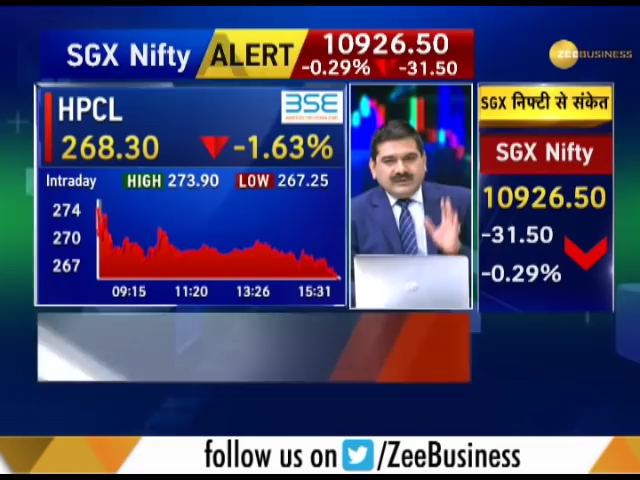 SGX Nifty ALERT 10926.50
-0.29% -31.50
ZEE BUSINESS
HPCL
BSE
268.30 -1.63%
Intraday HIGH 273.90 LOW 267.25
274
270
267
09:15 11:20 13:26 15:31
SGX निफ्टी से संकेत
SGX Nifty
10926.50
-31.50
-0.29%
follow us on /ZeeBusiness